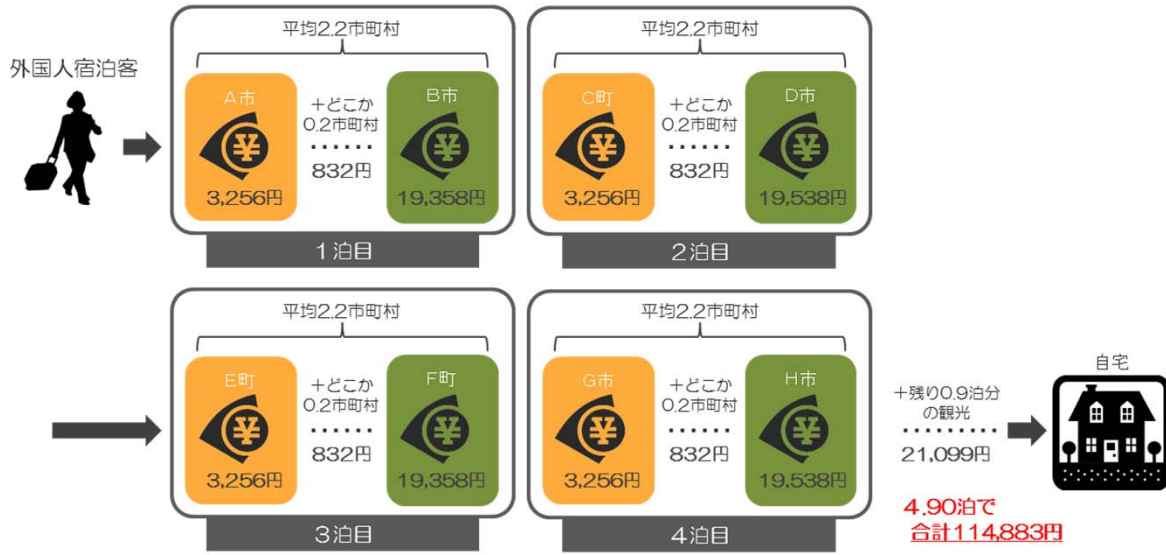 外国人宿泊客
平均2.2市町村
A市
3,256円
+どこか
0.2市町村
832円
B市
19,358円
1泊目
平均2.2市町村
C町
3,256円
+どこか
0.2市町村
832円
D市
19,538円
2泊目
平均2.2市町村
E町
3,256円
+どこか
0.2市町村
832円
F町
19,358円
3泊目
平均2.2市町村
G市
3,256円
+どこか
0.2市町村
832円
H市
19,538円
4泊目
+残り0.9泊分
の観光
21,099円
自宅
4.90泊で
合計114,883円